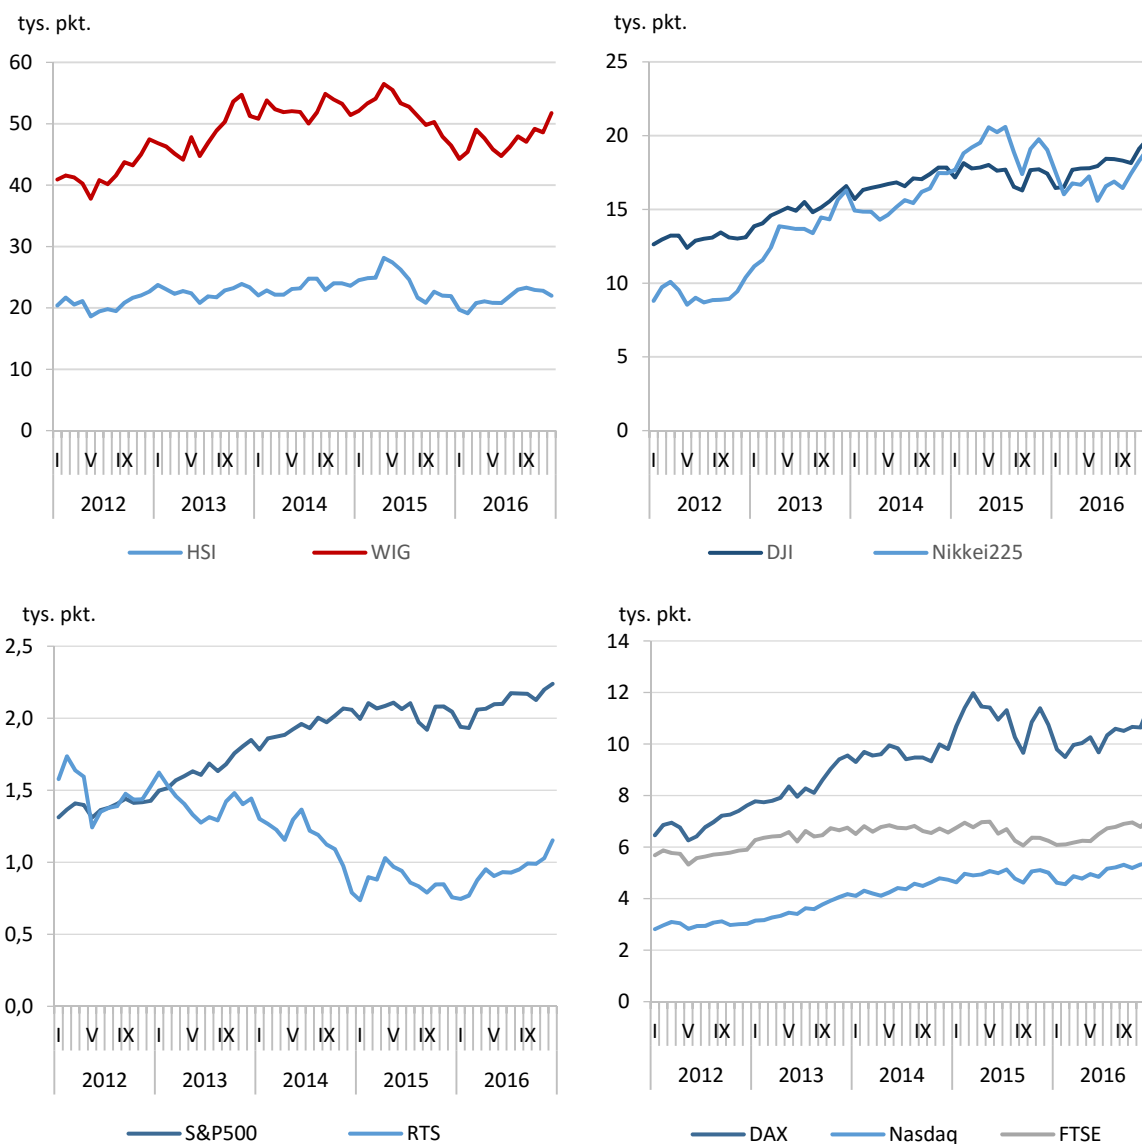 tys. pkt.
60
50
40
30
20
10
0
I V IX I V IX I V IX I V IX I V IX
2012 2013 2014 2015 2016
HSI WIG
tys. pkt.
25
20
15
10
5
0
I V IX I V IX I V IX I V IX I V IX
2012 2013 2014 2015 2016
DJI Nikkei225
tys. pkt.
2,5
2,0
1,5
1,0
0,5
0,0
I V IX I V IX I V IX I V IX I V IX
2012 2013 2014 2015 2016
S&P500 RTS
tys. pkt.
14
12
10
8
6
4
2
0
I V IX I V IX I V IX I V IX I V IX
2012 2013 2014 2015 2016
DAX Nasdaq FTSE